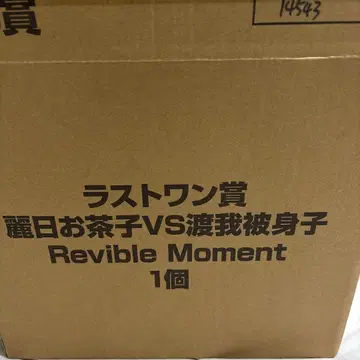 賞
14543
ラストワン賞
麗日お茶子VS渡我被身子
Revible Moment
1個